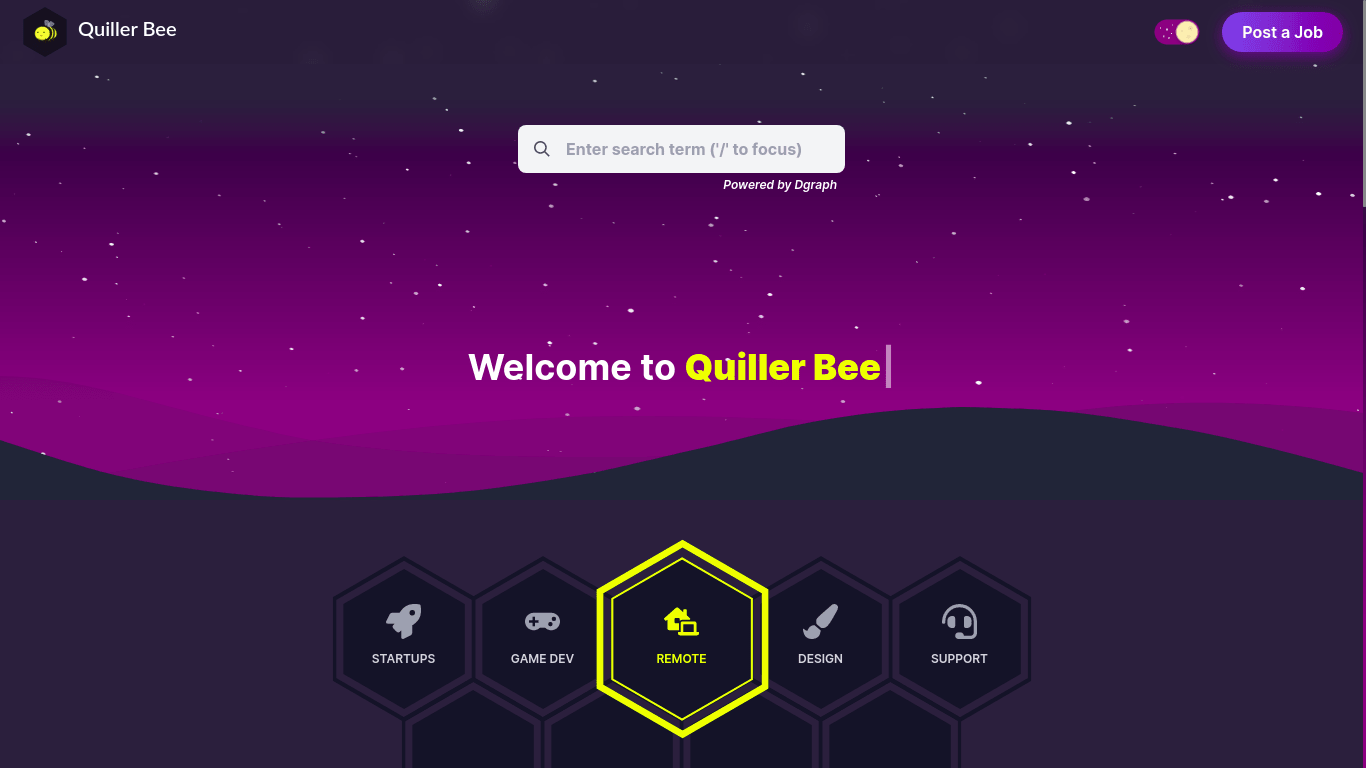 Quiller Bee
Post a Job
Enter search term ('/' to focus)
Powered by Dgraph
Welcome to Quiller Bee
STARTUPS
GAME DEV
REMOTE
DESIGN
SUPPORT